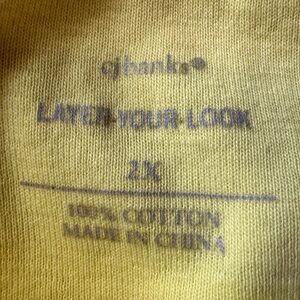 cjbanks®
LAYER-YOUR-LOOK
2X
100% COTTON
MADE IN CHINA